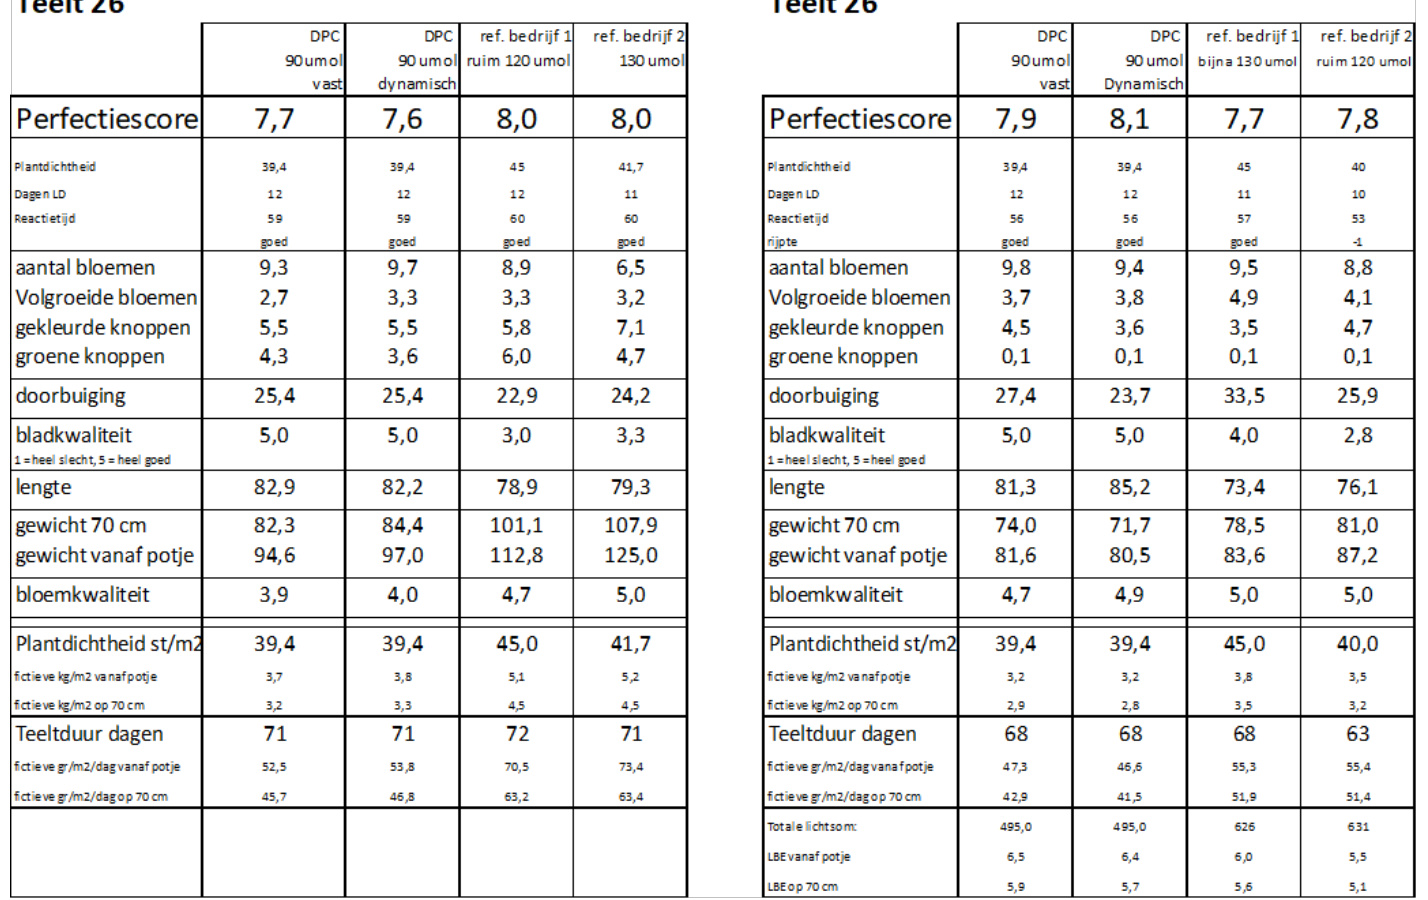 Teelt 26
DPC DPC ref. bedrijf 1 ref. bedrijf 2
90 umol 90 umol ruim 120 umol 130 umol
vast dynamisch
Perfectiescore 7,7 7,6 8,0 8,0
Plantdichtheid 39,4 39,4 45 41,7
Dagen LD 12 12 12 11
Reactietijd 59 59 60 60
goed goed goed goed
aantal bloemen 9,3 9,7 8,9 6,5
Volgroeide bloemen 2,7 3,3 3,3 3,2
gekleurde knoppen 5,5 5,5 5,8 7,1
groene knoppen 4,3 3,6 6,0 4,7
doorbuiging 25,4 25,4 22,9 24,2
bladkwaliteit 5,0 5,0 3,0 3,3
1 = heel slecht, 5 = heel goed
lengte 82,9 82,2 78,9 79,3
gewicht 70 cm 82,3 84,4 101,1 107,9
gewicht vanaf potje 94,6 97,0 112,8 125,0
bloemkwaliteit 3,9 4,0 4,7 5,0
Plantdichtheid st/m2 39,4 39,4 45,0 41,7
fictieve kg/m2 vanaf potje 3,7 3,8 5,1 5,2
fictieve kg/m2 op 70 cm 3,2 3,3 4,5 4,5
Teeltduur dagen 71 71 72 71
fictieve gr/m2/dag vanaf potje 52,5 53,8 70,5 73,4
fictieve gr/m2/dag op 70 cm 45,7 46,8 63,2 63,4
Teelt 26
DPC DPC ref. bedrijf 1 ref. bedrijf 2
90 umol 90 umol bijna 130 umol ruim 120 umol
vast Dynamisch
Perfectiescore 7,9 8,1 7,7 7,8
Plantdichtheid 39,4 39,4 45 40
Dagen LD 12 12 11 10
Reactietijd 56 56 57 53
rijpte goed goed goed -1
aantal bloemen 9,8 9,4 9,5 8,8
Volgroeide bloemen 3,7 3,8 4,9 4,1
gekleurde knoppen 4,5 3,6 3,5 4,7
groene knoppen 0,1 0,1 0,1 0,1
doorbuiging 27,4 23,7 33,5 25,9
bladkwaliteit 5,0 5,0 4,0 2,8
1 = heel slecht, 5 = heel goed
lengte 81,3 85,2 73,4 76,1
gewicht 70 cm 74,0 71,7 78,5 81,0
gewicht vanaf potje 81,6 80,5 83,6 87,2
bloemkwaliteit 4,7 4,9 5,0 5,0
Plantdichtheid st/m2 39,4 39,4 45,0 40,0
fictieve kg/m2 vanaf potje 3,2 3,2 3,8 3,5
fictieve kg/m2 op 70 cm 2,9 2,8 3,5 3,2
Teeltduur dagen 68 68 68 63
fictieve gr/m2/dag vanaf potje 47,3 46,6 55,3 55,4
fictieve gr/m2/dag op 70 cm 42,9 41,5 51,9 51,4
Totale lichtsom: 495,0 495,0 626 631
LBE vanaf potje 6,5 6,4 6,0 5,5
LBE op 70 cm 5,9 5,7 5,6 5,1